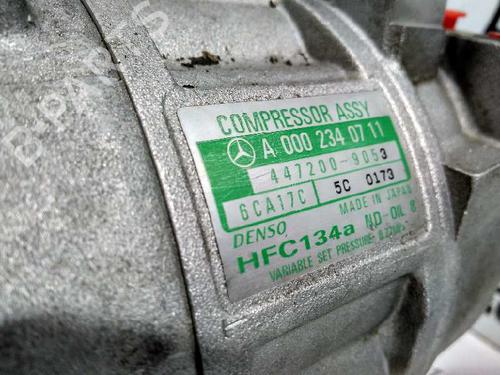 COMPRESSOR ASSY
A 000 234 07 11
447200-9053
6CA17C 5C 0173
MADE IN JAPAN
DENSO ND-OIL 8
HFC134a
VARIABLE SET PRESSURE:
PARTS